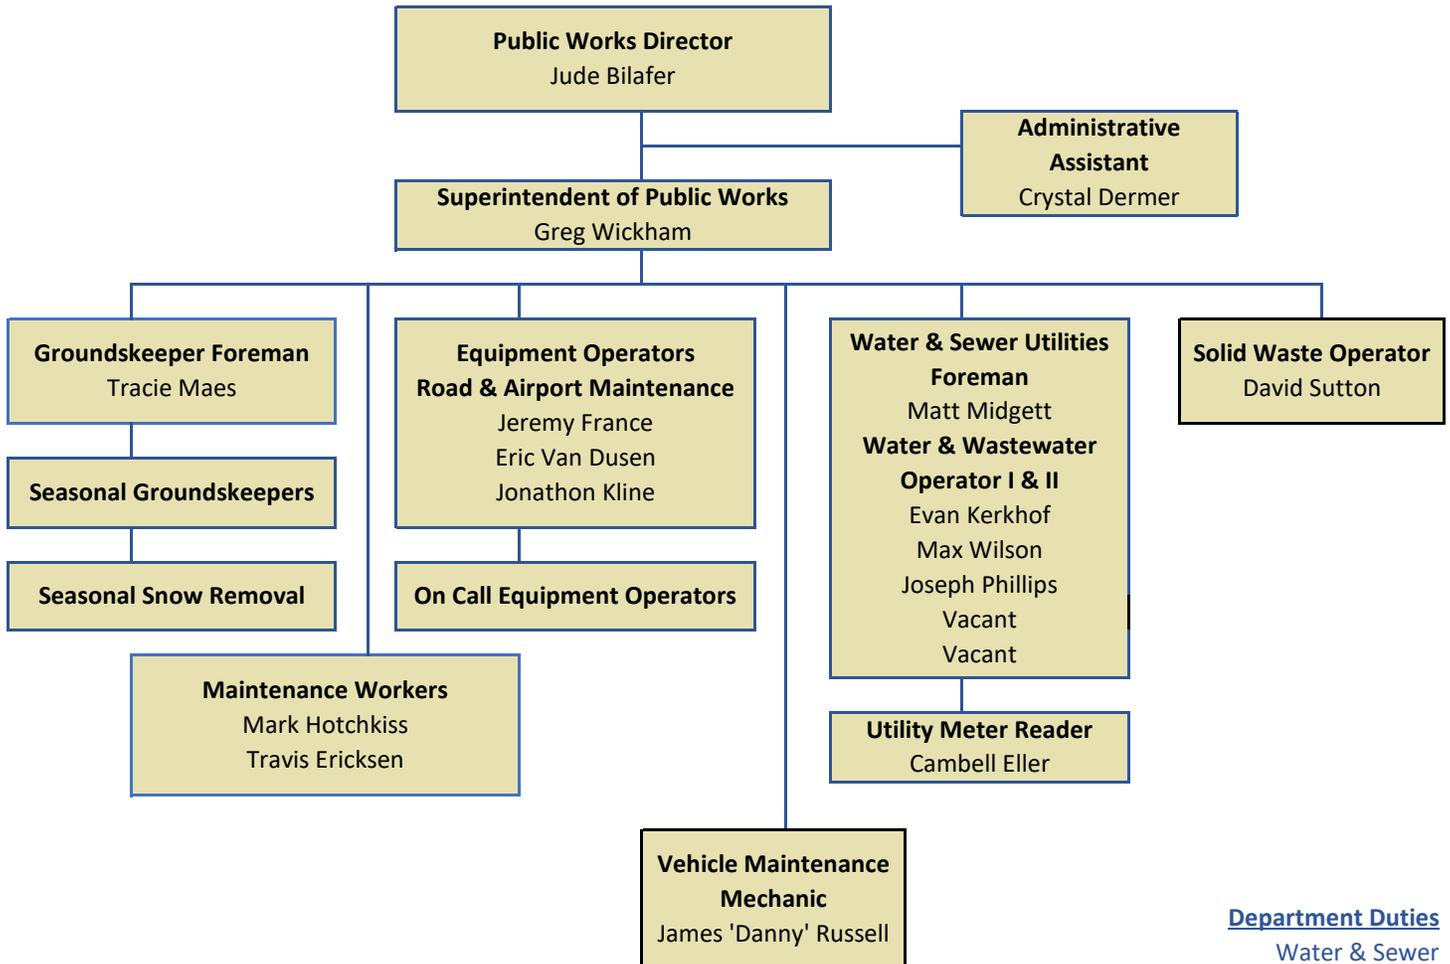 Public Works Director
Jude Bilafer
Administrative
Assistant
Crystal Dermer
Superintendent of Public Works
Greg Wickham
Groundskeeper Foreman
Tracie Maes
Seasonal Groundskeepers
Seasonal Snow Removal
Maintenance Workers
Mark Hotchkiss
Travis Ericksen
Equipment Operators
Road & Airport Maintenance
Jeremy France
Eric Van Dusen
Jonathon Kline
On Call Equipment Operators
Vehicle Maintenance
Mechanic
James 'Danny' Russell
Water & Sewer Utilities
Foreman
Matt Midgett
Water & Wastewater
Operator I & II
Evan Kerkhof
Max Wilson
Joseph Phillips
Vacant
Vacant
Utility Meter Reader
Cambell Eller
Solid Waste Operator
David Sutton
Department Duties
Water & Sewer